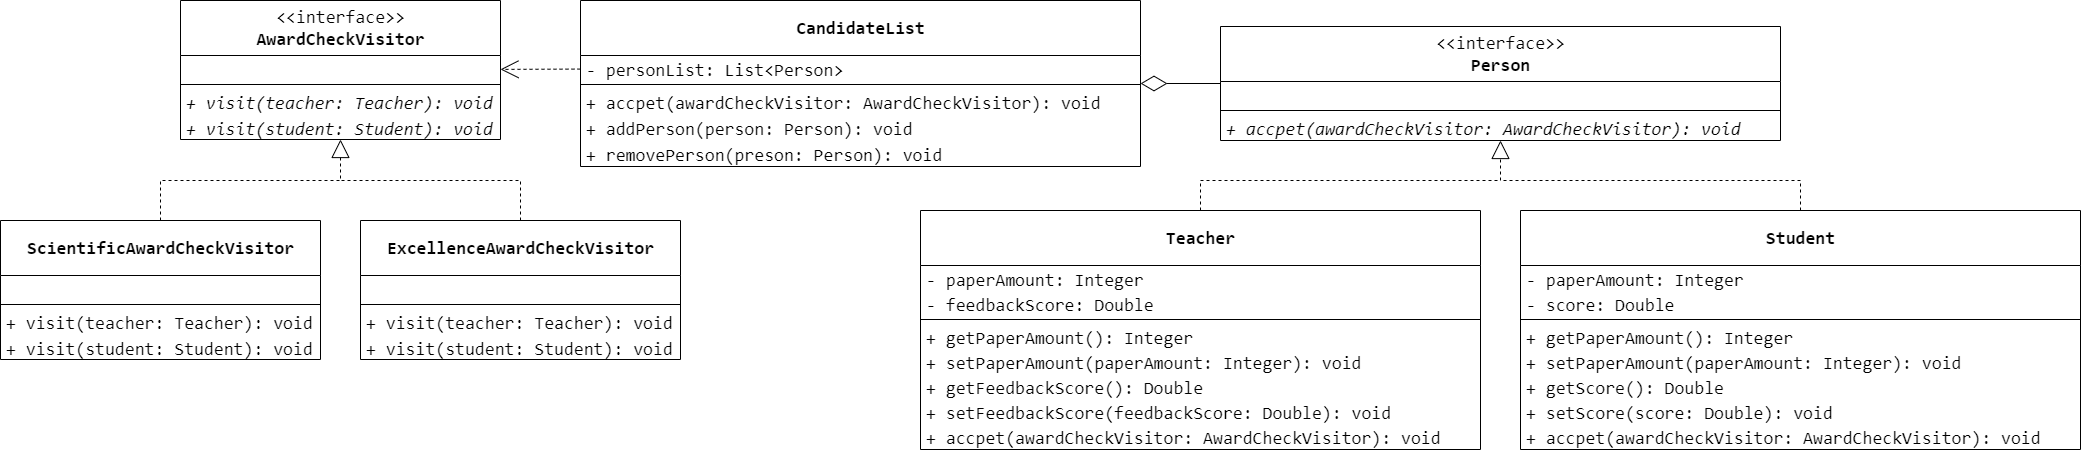 <<interface>>
AwardCheckVisitor
+ visit(teacher: Teacher): void
+ visit(student: Student): void
CandidateList
- personList: List<Person>
+ accpet(awardCheckVisitor: AwardCheckVisitor): void
+ addPerson(person: Person): void
+ removePerson(preson: Person): void
<<interface>>
Person
+ accpet(awardCheckVisitor: AwardCheckVisitor): void
ScientificAwardCheckVisitor
+ visit(teacher: Teacher): void
+ visit(student: Student): void
ExcellenceAwardCheckVisitor
+ visit(teacher: Teacher): void
+ visit(student: Student): void
Teacher
- paperAmount: Integer
- feedbackScore: Double
+ getPaperAmount(): Integer
+ setPaperAmount(paperAmount: Integer): void
+ getFeedbackScore(): Double
+ setFeedbackScore(feedbackScore: Double): void
+ accpet(awardCheckVisitor: AwardCheckVisitor): void
Student
- paperAmount: Integer
- score: Double
+ getPaperAmount(): Integer
+ setPaperAmount(paperAmount: Integer): void
+ getScore(): Double
+ setScore(score: Double): void
+ accpet(awardCheckVisitor: AwardCheckVisitor): void